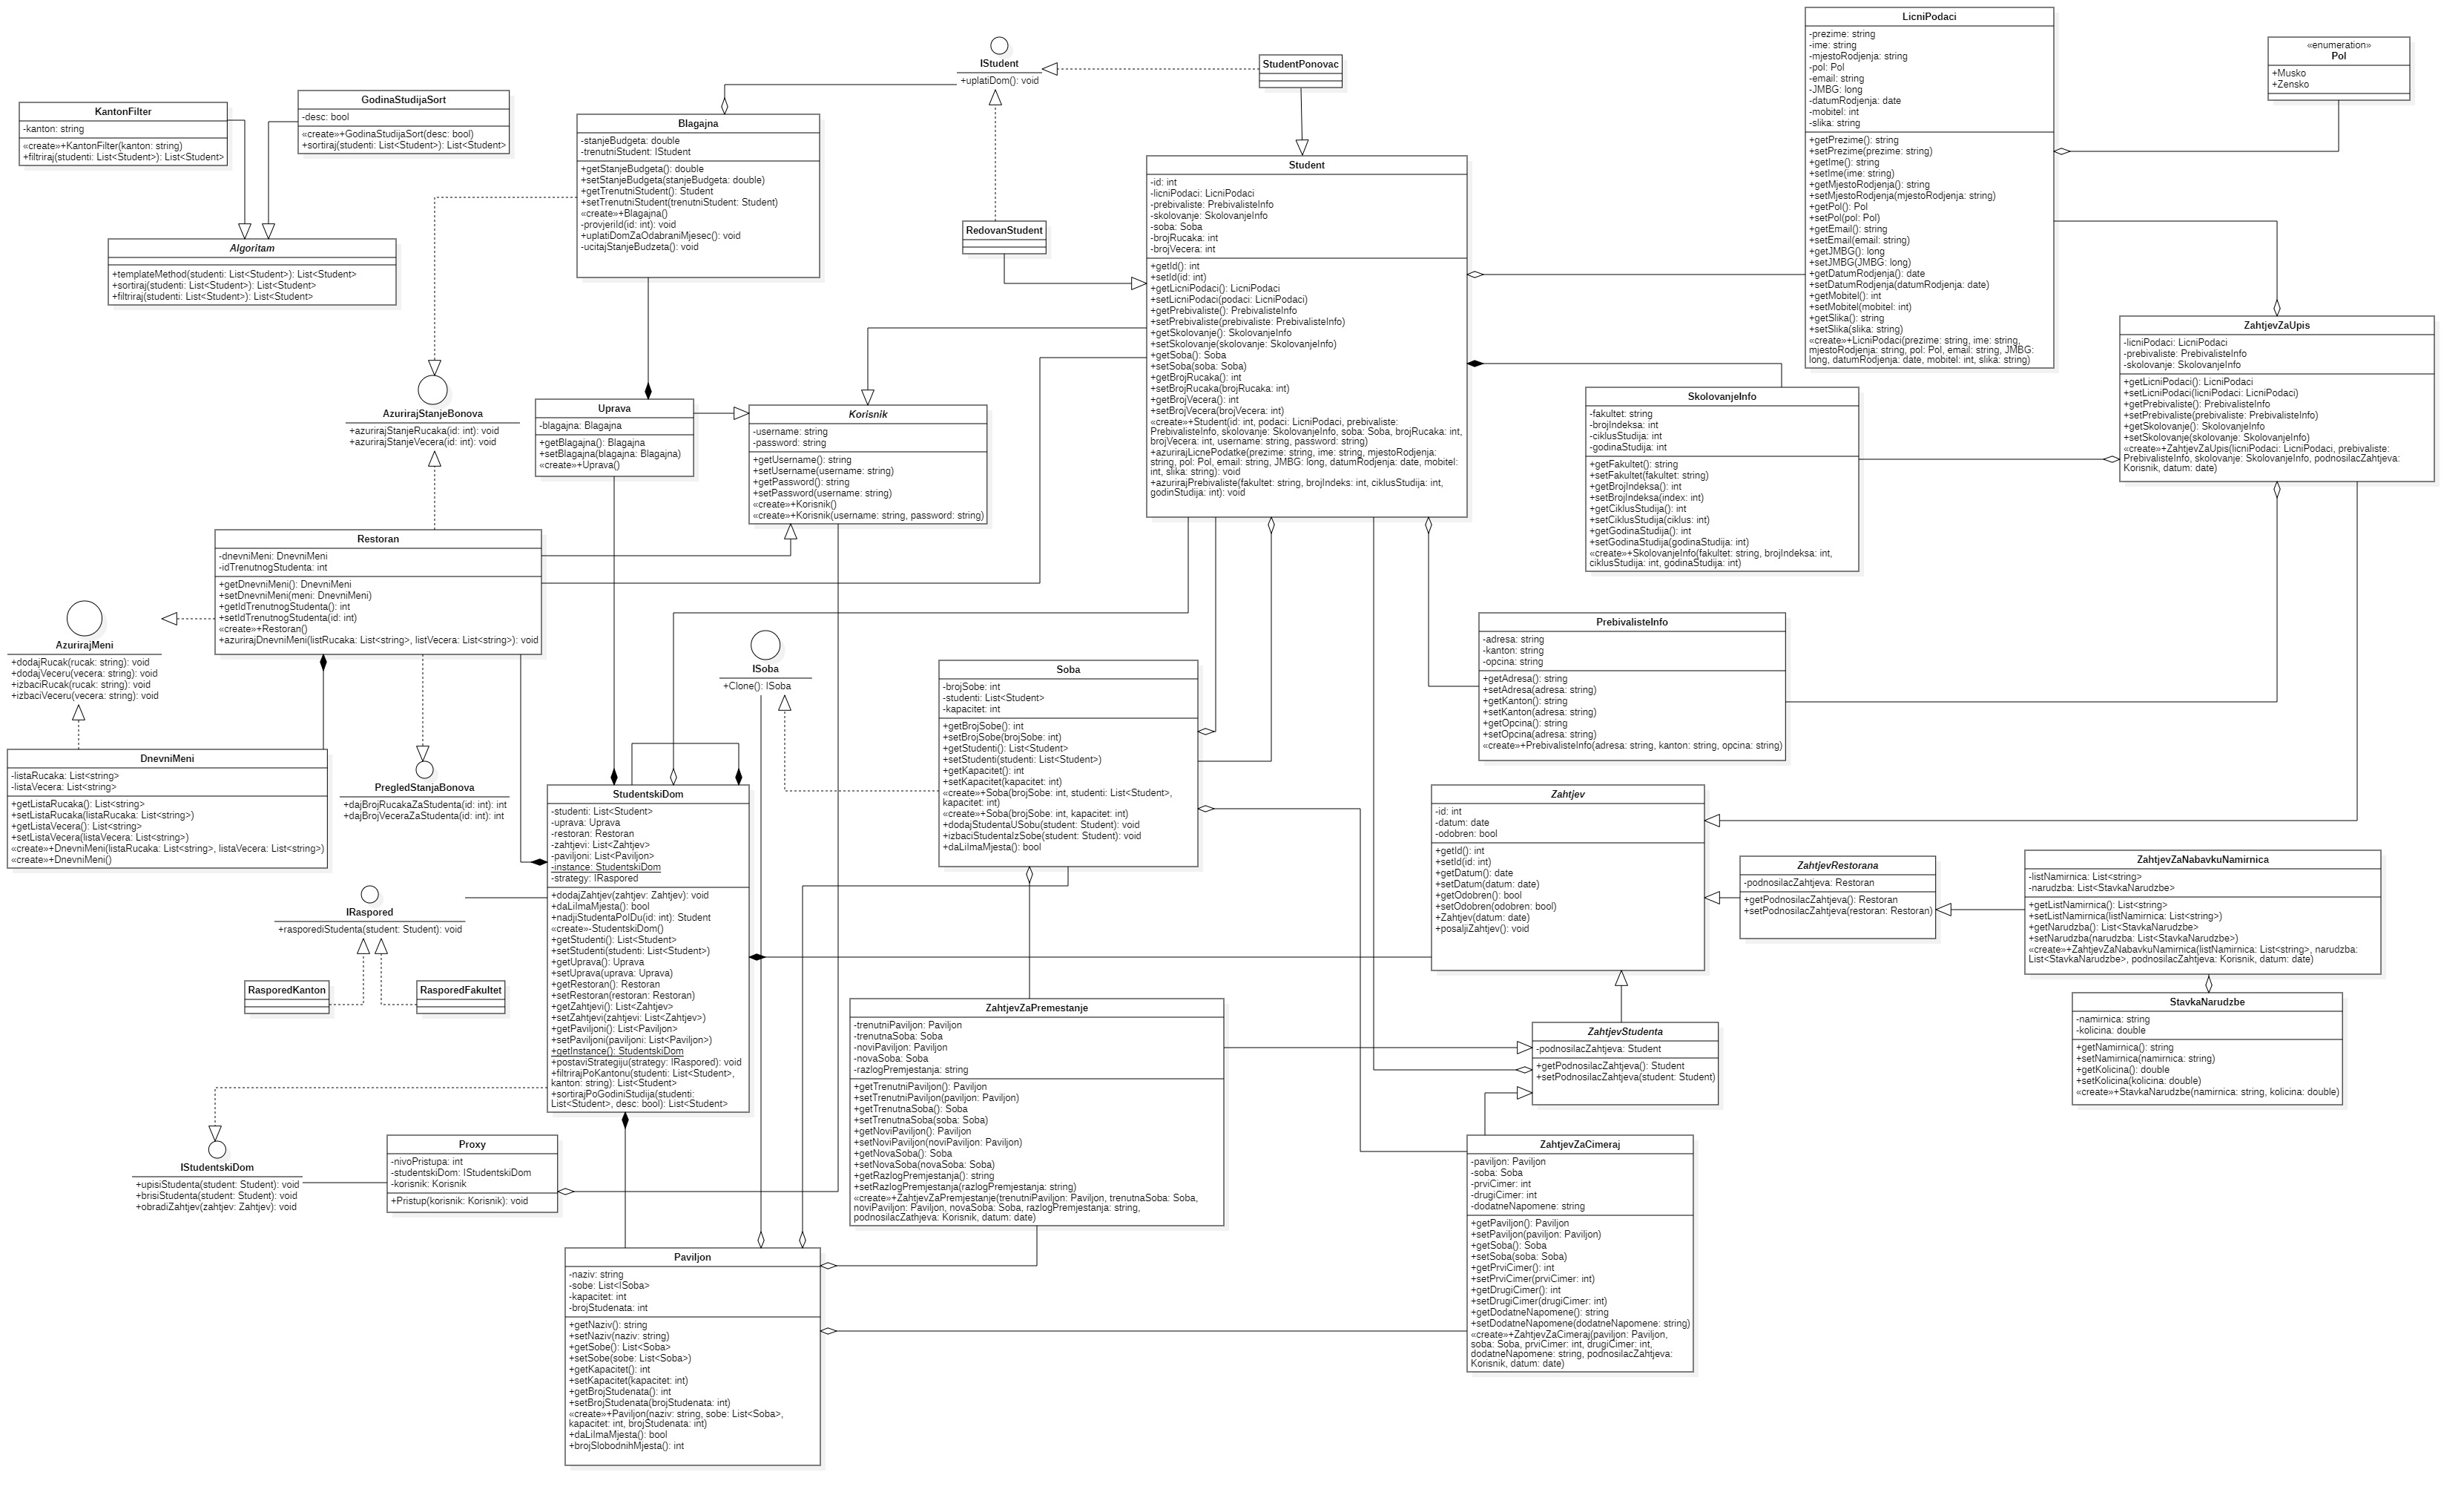 KantonFilter
-kanton: string
«create»+KantonFilter(kanton: string)
+filtriraj(studenti: List<Student>): List<Student>
GodinaStudijaSort
-desc: bool
«create»+GodinaStudijaSort(desc: bool)
+sortiraj(studenti: List<Student>): List<Student>
Algoritam
+templateMethod(studenti: List<Student>): List<Student>
+sortiraj(studenti: List<Student>): List<Student>
+filtriraj(studenti: List<Student>): List<Student>
Blagajna
-stanjeBudgeta: double
-trenutniStudent: IStudent
+getStanjeBudgeta(): double
+setStanjeBudgeta(stanjeBudgeta: double)
+getTrenutniStudent(): Student
+setTrenutniStudent(trenutniStudent: Student)
«create»+Blagajna()
-provjeriId(id: int): void
+uplatiDomZaOdabraniMjesec(): void
-ucitajStanjeBudzeta(): void
IStudent
+uplatiDom(): void
StudentPonovac
RedovanStudent
Student
-id: int
-licniPodaci: LicniPodaci
-prebivaliste: PrebivalisteInfo
-skolovanje: SkolovanjeInfo
-soba: Soba
-brojRucaka: int
-brojVecera: int
+getId(): int
+setId(id: int)
+getLicniPodaci(): LicniPodaci
+setLicniPodaci(podaci: LicniPodaci)
+getPrebivaliste(): PrebivalisteInfo
+setPrebivaliste(prebivaliste: PrebivalisteInfo)
+getSkolovanje(): SkolovanjeInfo
+setSkolovanje(skolovanje: SkolovanjeInfo)
+getSoba(): Soba
+setSoba(soba: Soba)
+getBrojRucaka(): int
+setBrojRucaka(brojRucaka: int)
+getBrojVecera(): int
+setBrojVecera(brojVecera: int)
«create»+Student(id: int, podaci: LicniPodaci, prebivaliste:
PrebivalisteInfo, skolovanje: SkolovanjeInfo, soba: Soba, brojRucaka: int,
brojVecera: int, username: string, password: string)
+azurirajLicnePodatke(prezime: string, ime: string, mjestoRodjenja:
string, pol: Pol, email: string, JMBG: long, datumRodjenja: date, mobitel:
int, slika: string): void
+azurirajPrebivaliste(fakultet: string, brojIndeks: int, ciklusStudija: int,
godinStudija: int): void
LicniPodaci
-prezime: string
-ime: string
-mjestoRodjenja: string
-pol: Pol
-email: string
-JMBG: long
-datumRodjenja: date
-mobitel: int
-slika: string
+getPrezime(): string
+setPrezime(prezime: string)
+getIme(): string
+setIme(ime: string)
+getMjestoRodjenja(): string
+setMjestoRodjenja(mjestoRodjenja: string)
+getPol(): Pol
+setPol(pol: Pol)
+getEmail(): string
+setEmail(email: string)
+getJMBG(): long
+setJMBG(JMBG: long)
+getDatumRodjenja(): date
+setDatumRodjenja(datumRodjenja: date)
+getMobitel(): int
+setMobitel(mobitel: int)
+getSlika(): string
+setSlika(slika: string)
«create»+LicniPodaci(prezime: string, ime: string,
mjestoRodjenja: string, pol: Pol, email: string, JMBG:
long, datumRodjenja: date, mobitel: int, slika: string)
«enumeration»
Pol
+Musko
+Zensko
ZahtjevZaUpis
-licniPodaci: LicniPodaci
-prebivaliste: PrebivalisteInfo
-skolovanje: SkolovanjeInfo
+getLicniPodaci(): LicniPodaci
+setLicniPodaci(licniPodaci: LicniPodaci)
+getPrebivaliste(): PrebivalisteInfo
+setPrebivaliste(prebivaliste: PrebivalisteInfo)
+getSkolovanje(): SkolovanjeInfo
+setSkolovanje(skolovanje: SkolovanjeInfo)
«create»+ZahtjevZaUpis(licniPodaci: LicniPodaci, prebivaliste:
PrebivalisteInfo, skolovanje: SkolovanjeInfo, podnosilacZahtjeva:
Korisnik, datum: date)
SkolovanjeInfo
-fakultet: string
-brojIndeksa: int
-ciklusStudija: int
-godinaStudija: int
+getFakultet(): string
+setFakultet(fakultet: string)
+getBrojIndeksa(): int
+setBrojIndeksa(index: int)
+getCiklusStudija(): int
+setCiklusStudija(ciklus: int)
+getGodinaStudija(): int
+setGodinaStudija(godinaStudija: int)
«create»+SkolovanjeInfo(fakultet: string, brojIndeksa: int,
ciklusStudija: int, godinaStudija: int)
AzurirajStanjeBonova
+azurirajStanjeRucaka(id: int): void
+azurirajStanjeVecera(id: int): void
Uprava
-blagajna: Blagajna
+getBlagajna(): Blagajna
+setBlagajna(blagajna: Blagajna)
«create»+Uprava()
Korisnik
-username: string
-password: string
+getUsername(): string
+setUsername(username: string)
+getPassword(): string
+setPassword(username: string)
«create»+Korisnik()
«create»+Korisnik(username: string, password: string)
Restoran
-dnevniMeni: DnevniMeni
-idTrenutnogStudenta: int
+getDnevniMeni(): DnevniMeni
+setDnevniMeni(meni: DnevniMeni)
+getIdTrenutnogStudenta(): int
+setIdTrenutnogStudenta(id: int)
«create»+Restoran()
+azurirajDnevniMeni(listRucaka: List<string>, listVecera: List<string>): void
AzurirajMeni
+dodajRucak(rucak: string): void
+dodajVeceru(vecera: string): void
+izbaciRucak(rucak: string): void
+izbaciVeceru(vecera: string): void
DnevniMeni
-listaRucaka: List<string>
-listaVecera: List<string>
+getListaRucaka(): List<string>
+setListaRucaka(listaRucaka: List<string>)
+getListaVecera(): List<string>
+setListaVecera(listaVecera: List<string>)
«create»+DnevniMeni(listaRucaka: List<string>, listaVecera: List<string>)
«create»+DnevniMeni()
PregledStanjaBonova
+dajBrojRucakaZaStudenta(id: int): int
+dajBrojVeceraZaStudenta(id: int): int
ISoba
+Clone(): ISoba
Soba
-brojSobe: int
-studenti: List<Student>
-kapacitet: int
+getBrojSobe(): int
+setBrojSobe(brojSobe: int)
+getStudenti(): List<Student>
+setStudenti(studenti: List<Student>)
+getKapacitet(): int
+setKapacitet(kapacitet: int)
«create»+Soba(brojSobe: int, studenti: List<Student>,
kapacitet: int)
«create»+Soba(brojSobe: int, kapacitet: int)
+dodajStudentaUSobu(student: Student): void
+izbaciStudentaIzSobe(student: Student): void
+daLiImaMjesta(): bool
PrebivalisteInfo
-adresa: string
-kanton: string
-opcina: string
+getAdresa(): string
+setAdresa(adresa: string)
+getKanton(): string
+setKanton(adresa: string)
+getOpcina(): string
+setOpcina(adresa: string)
«create»+PrebivalisteInfo(adresa: string, kanton: string, opcina: string)
StudentskiDom
-studenti: List<Student>
-uprava: Uprava
-restoran: Restoran
-zahtjevi: List<Zahtjev>
-paviljoni: List<Paviljon>
-instance: StudentskiDom
-strategy: IRaspored
+dodajZahtjev(zahtjev: Zahtjev): void
+daLiImaMjesta(): bool
+nadjiStudentaPoIDu(id: int): Student
«create»-StudentskiDom()
+getStudenti(): List<Student>
+setStudenti(studenti: List<Student>)
+getUprava(): Uprava
+setUprava(uprava: Uprava)
+getRestoran(): Restoran
+setRestoran(restoran: Restoran)
+getZahtjevi(): List<Zahtjev>
+setZahtjevi(zahtjevi: List<Zahtjev>)
+getPaviljoni(): List<Paviljon>
+setPaviljoni(paviljoni: List<Paviljon>)
+getInstance(): StudentskiDom
+postaviStrategiju(strategy: IRaspored): void
+filtrirajPoKantonu(studenti: List<Student>,
kanton: string): List<Student>
+sortirajPoGodiniStudija(studenti:
List<Student>, desc: bool): List<Student>
IRaspored
+rasporediStudenta(student: Student): void
RasporedKanton
RasporedFakultet
Zahtjev
-id: int
-datum: date
-odobren: bool
+getId(): int
+setId(id: int)
+getDatum(): date
+setDatum(datum: date)
+getOdobren(): bool
+setOdobren(odobren: bool)
+Zahtjev(datum: date)
+posaljiZahtjev(): void
ZahtjevRestorana
-podnosilacZahtjeva: Restoran
+getPodnosilacZahtjeva(): Restoran
+setPodnosilacZahtjeva(restoran: Restoran)
ZahtjevZaNabavkuNamirnica
-listNamirnica: List<string>
-narudzba: List<StavkaNarudzbe>
+getListNamirnica(): List<string>
+setListNamirnica(listNamirnica: List<string>)
+getNarudzba(): List<StavkaNarudzbe>
+setNarudzba(narudzba: List<StavkaNarudzbe>)
«create»+ZahtjevZaNabavkuNamirnica(listNamirnica: List<string>, narudzba:
List<StavkaNarudzbe>, podnosilacZahtjeva: Korisnik, datum: date)
StavkaNarudzbe
-namirnica: string
-kolicina: double
+getNamirnica(): string
+setNamirnica(namirnica: string)
+getKolicina(): double
+setKolicina(kolicina: double)
«create»+StavkaNarudzbe(namirnica: string, kolicina: double)
ZahtjevZaPremestanje
-trenutniPaviljon: Paviljon
-trenutnaSoba: Soba
-noviPaviljon: Paviljon
-novaSoba: Soba
-razlogPremjestanja: string
+getTrenutniPaviljon(): Paviljon
+setTrenutniPaviljon(paviljon: Paviljon)
+getTrenutnaSoba(): Soba
+setTrenutnaSoba(soba: Soba)
+getNoviPaviljon(): Paviljon
+setNoviPaviljon(noviPaviljon: Paviljon)
+getNovaSoba(): Soba
+setNovaSoba(novaSoba: Soba)
+getRazlogPremjestanja(): string
+setRazlogPremjestanja(razlogPremjestanja: string)
«create»+ZahtjevZaPremestanje(trenutniPaviljon: Paviljon, trenutnaSoba: Soba,
noviPaviljon: Paviljon, novaSoba: Soba, razlogPremjestanja: string,
podnosilacZathjeva: Korisnik, datum: date)
ZahtjevStudenta
-podnosilacZahtjeva: Student
+getPodnosilacZahtjeva(): Student
+setPodnosilacZahtjeva(student: Student)
ZahtjevZaCimeraj
-paviljon: Paviljon
-soba: Soba
-prviCimer: int
-drugiCimer: int
-dodatneNapomene: string
+getPaviljon(): Paviljon
+setPaviljon(paviljon: Paviljon)
+getSoba(): Soba
+setSoba(soba: Soba)
+getPrviCimer(): int
+setPrviCimer(prviCimer: int)
+getDrugiCimer(): int
+setDrugiCimer(drugiCimer: int)
+getDodatneNapomene(): string
+setDodatneNapomene(dodatneNapomene: string)
«create»+ZahtjevZaCimeraj(paviljon: Paviljon,
soba: Soba, prviCimer: int, drugiCimer: int,
dodatneNapomene: string, podnosilacZahtjeva:
Korisnik, datum: date)
IStudentskiDom
+upisiStudenta(student: Student): void
+brisiStudenta(student: Student): void
+obradiZahtjev(zahtjev: Zahtjev): void
Proxy
-nivoPristupa: int
-studentskiDom: IStudentskiDom
-korisnik: Korisnik
+Pristup(korisnik: Korisnik): void
Paviljon
-naziv: string
-sobe: List<ISoba>
-kapacitet: int
-brojStudenata: int
+getNaziv(): string
+setNaziv(naziv: string)
+getSobe(): List<Soba>
+setSobe(sobe: List<Soba>)
+getKapacitet(): int
+setKapacitet(kapacitet: int)
+getBrojStudenata(): int
+setBrojStudenata(brojStudenata: int)
«create»+Paviljon(naziv: string, sobe: List<Soba>,
kapacitet: int, brojStudenata: int)
+daLiImaMjesta(): bool
+brojSlobodnihMjesta(): int